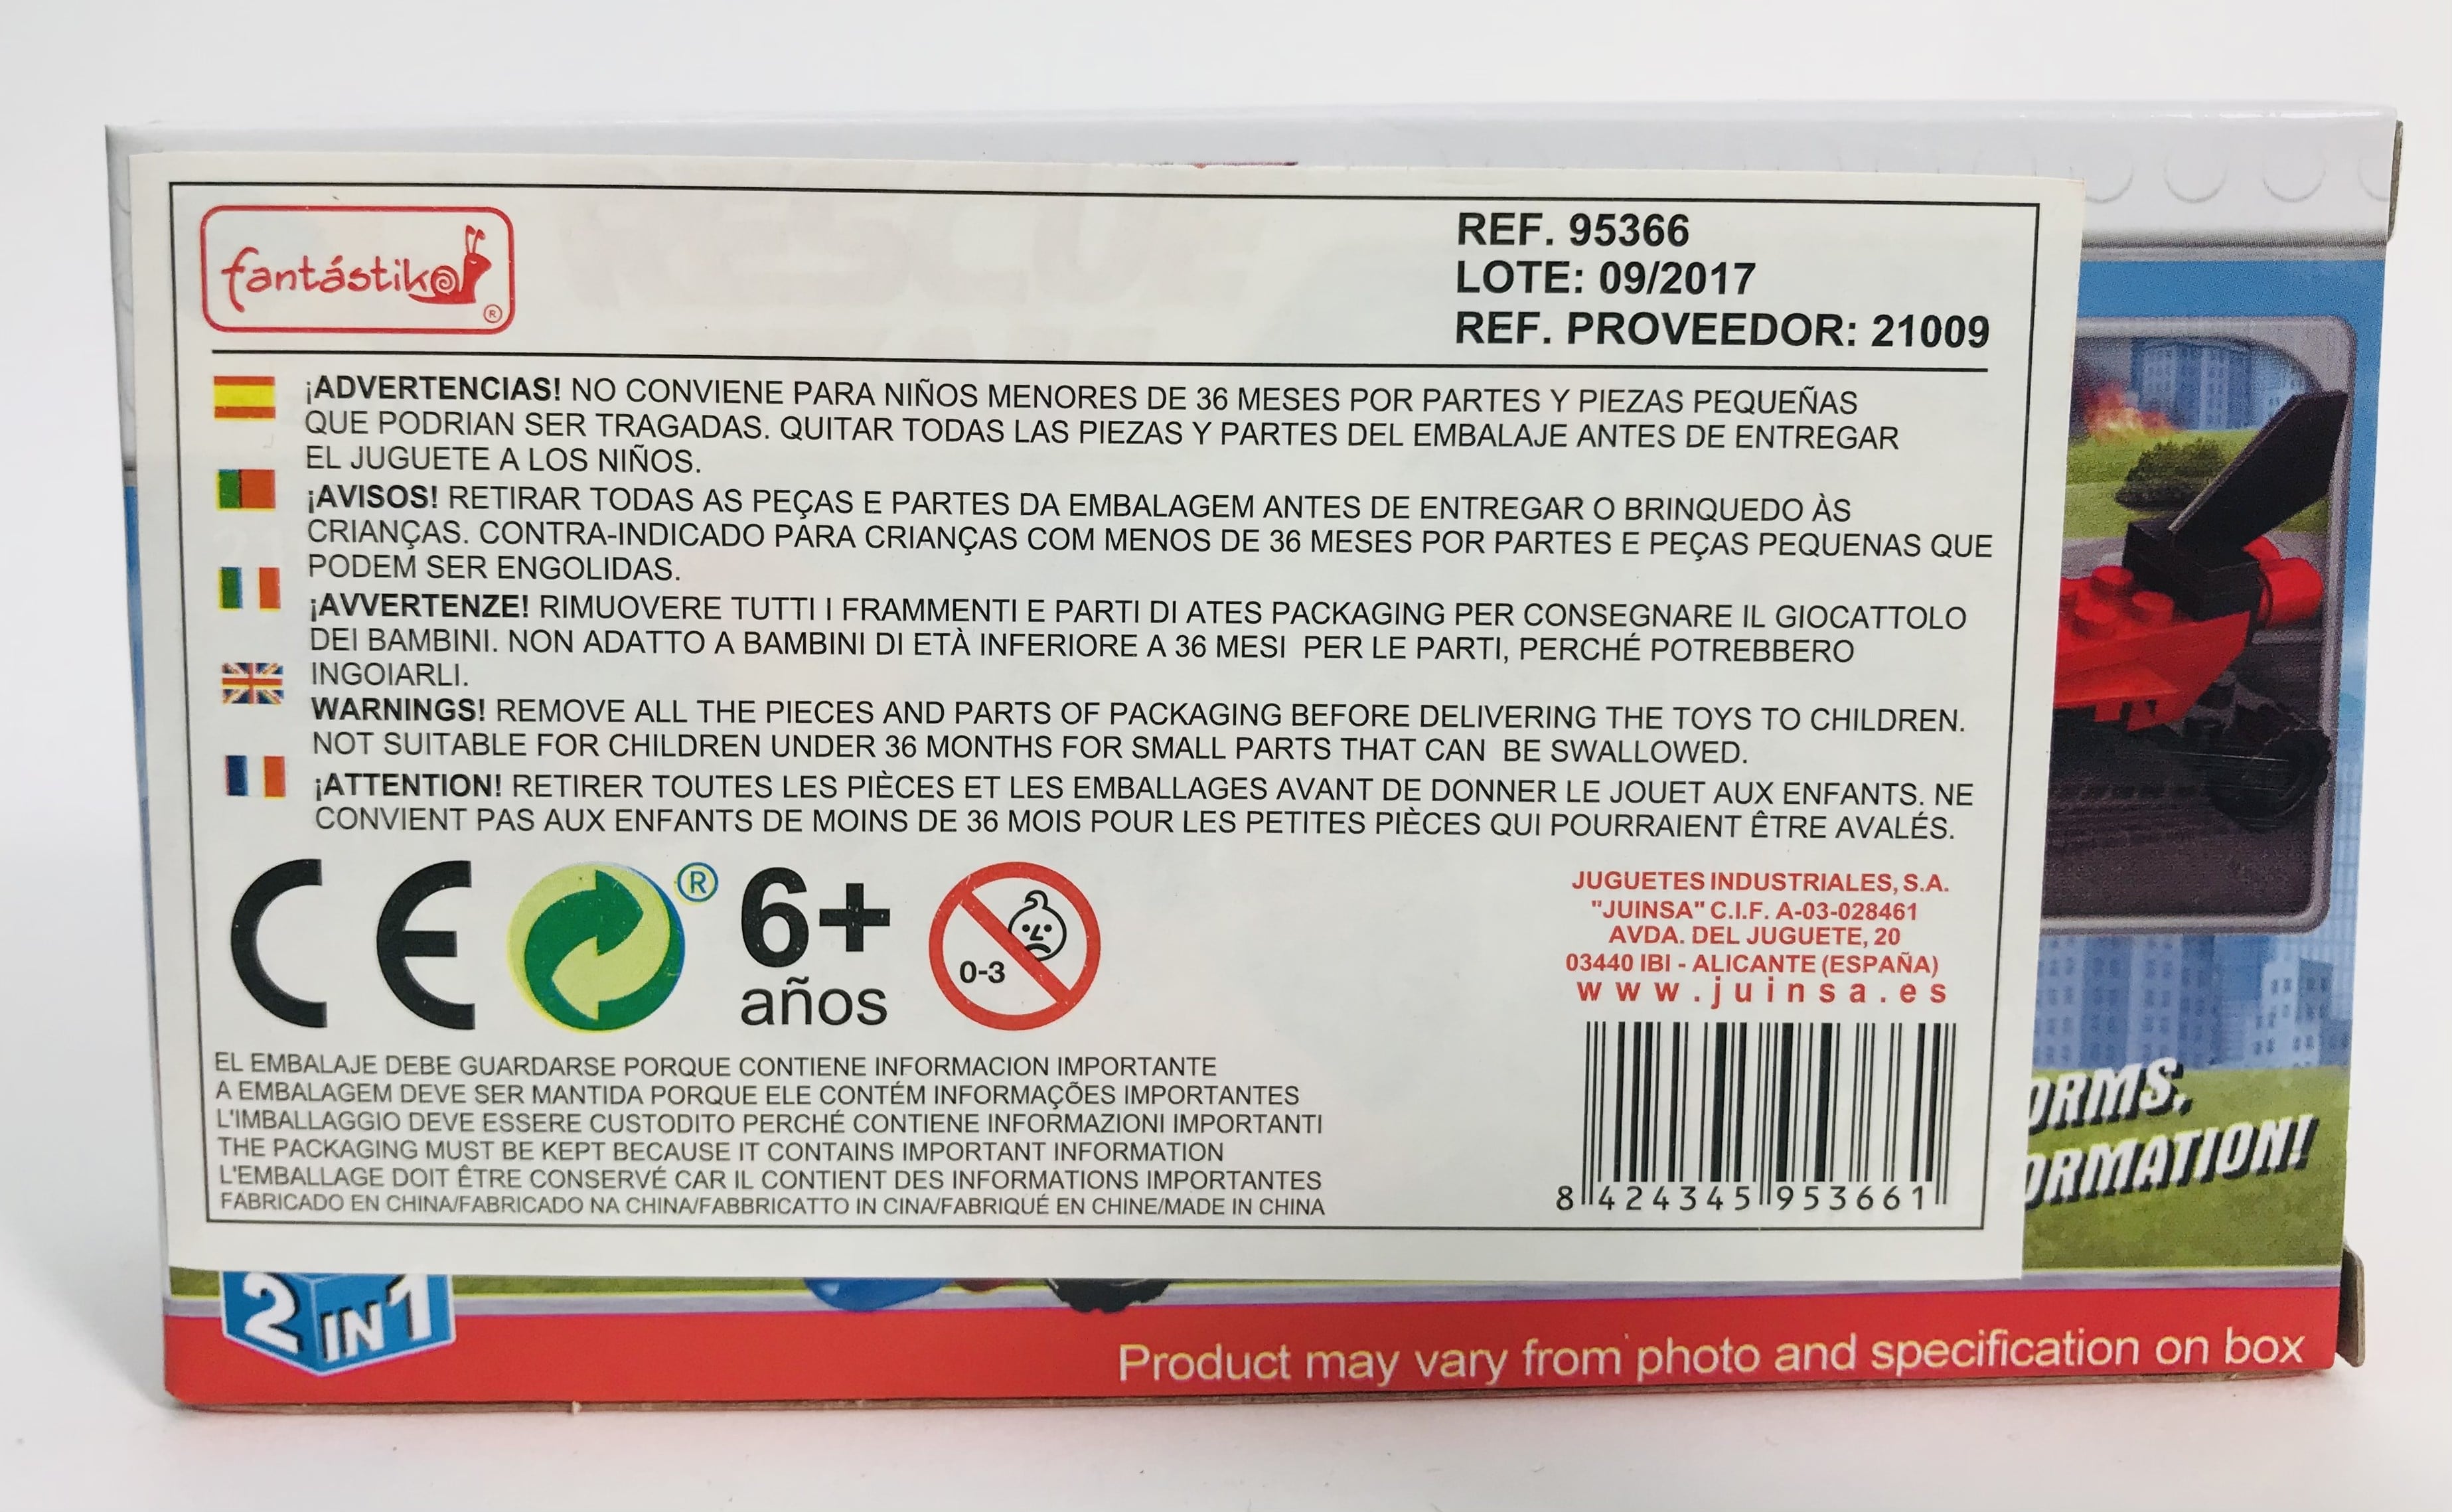 fantástiko
®
REF. 95366
LOTE: 09/2017
REF. PROVEEDOR: 21009
¡ADVERTENCIAS! NO CONVIENE PARA NIÑOS MENORES DE 36 MESES POR PARTES Y PIEZAS PEQUEÑAS
QUE PODRIAN SER TRAGADAS. QUITAR TODAS LAS PIEZAS Y PARTES DEL EMBALAJE ANTES DE ENTREGAR
EL JUGUETE A LOS NIÑOS.
¡AVISOS! RETIRAR TODAS AS PEÇAS E PARTES DA EMBALAGEM ANTES DE ENTREGAR O BRINQUEDO ÀS
CRIANÇAS. CONTRA-INDICADO PARA CRIANÇAS COM MENOS DE 36 MESES POR PARTES E PEÇAS PEQUENAS QUE
PODEM SER ENGOLIDAS.
¡AVVERTENZE! RIMUOVERE TUTTI I FRAMMENTI E PARTI DI ATES PACKAGING PER CONSEGNARE IL GIOCATTOLO
DEI BAMBINI. NON ADATTO A BAMBINI DI ETÀ INFERIORE A 36 MESI PER LE PARTI, PERCHÉ POTREBBERO
INGOIARLI.
WARNINGS! REMOVE ALL THE PIECES AND PARTS OF PACKAGING BEFORE DELIVERING THE TOYS TO CHILDREN.
NOT SUITABLE FOR CHILDREN UNDER 36 MONTHS FOR SMALL PARTS THAT CAN BE SWALLOWED.
¡ATTENTION! RETIRER TOUTES LES PIÈCES ET LES EMBALLAGES AVANT DE DONNER LE JOUET AUX ENFANTS. NE
CONVIENT PAS AUX ENFANTS DE MOINS DE 36 MOIS POUR LES PETITES PIÈCES QUI POURRAIENT ÊTRE AVALÉS.
CE
®
6+
años
0-3
JUGUETES INDUSTRIALES, S.A.
"JUINSA" C.I.F. A-03-028461
AVDA. DEL JUGUETE, 20
03440 IBI - ALICANTE (ESPAÑA)
www.juinsa.es
8 424345 953661
EL EMBALAJE DEBE GUARDARSE PORQUE CONTIENE INFORMACION IMPORTANTE
A EMBALAGEM DEVE SER MANTIDA PORQUE ELE CONTÉM INFORMAÇÕES IMPORTANTES
L'IMBALLAGGIO DEVE ESSERE CUSTODITO PERCHÉ CONTIENE INFORMAZIONI IMPORTANTI
THE PACKAGING MUST BE KEPT BECAUSE IT CONTAINS IMPORTANT INFORMATION
L'EMBALLAGE DOIT ÊTRE CONSERVÉ CAR IL CONTIENT DES INFORMATIONS IMPORTANTES
FABRICADO EN CHINA/FABRICADO NA CHINA/FABBRICATTO IN CINA/FABRIQUÉ EN CHINE/MADE IN CHINA
ORMS,
ORMATION!
2 IN 1
Product may vary from photo and specification on box